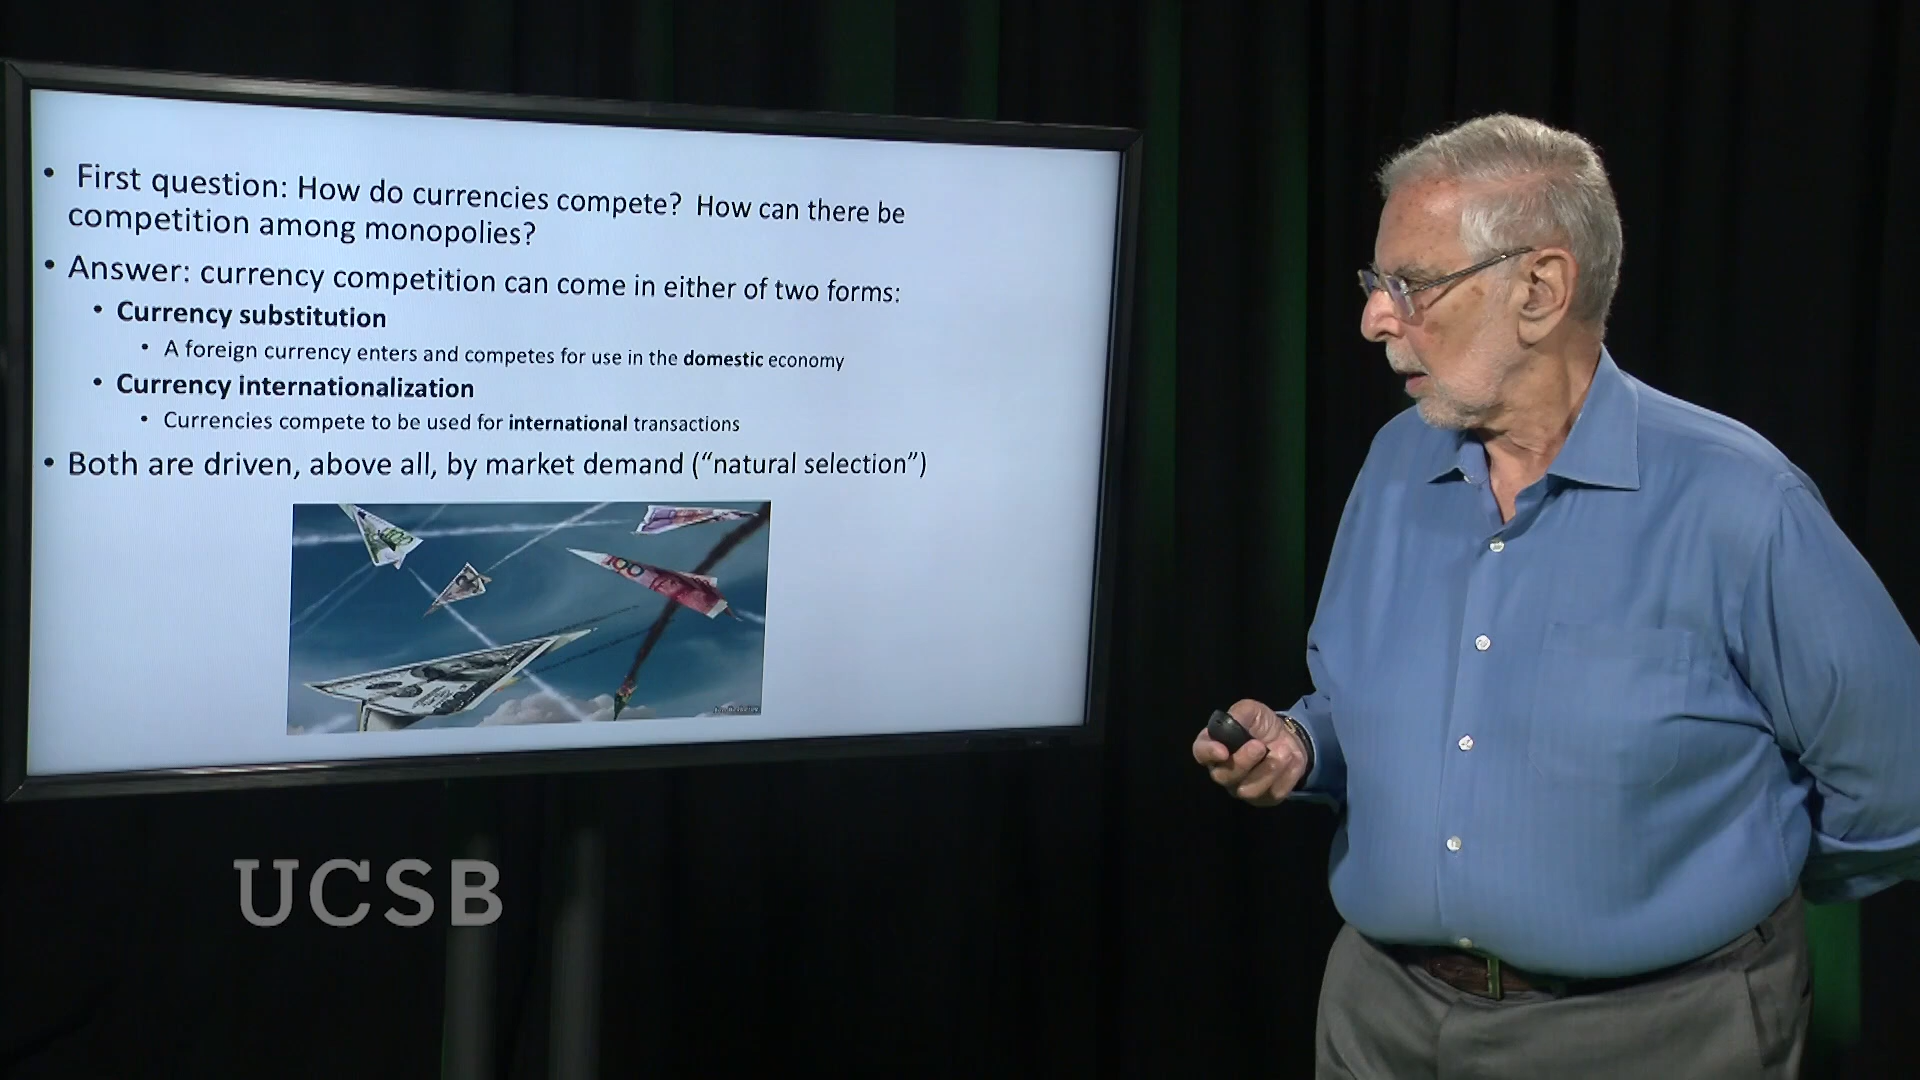 • First question: How do currencies compete? How can there be
competition among monopolies?
• Answer: currency competition can come in either of two forms:
• Currency substitution
• A foreign currency enters and competes for use in the domestic economy
• Currency internationalization
• Currencies compete to be used for international transactions
• Both are driven, above all, by market demand (“natural selection”)
100
100
UCSB